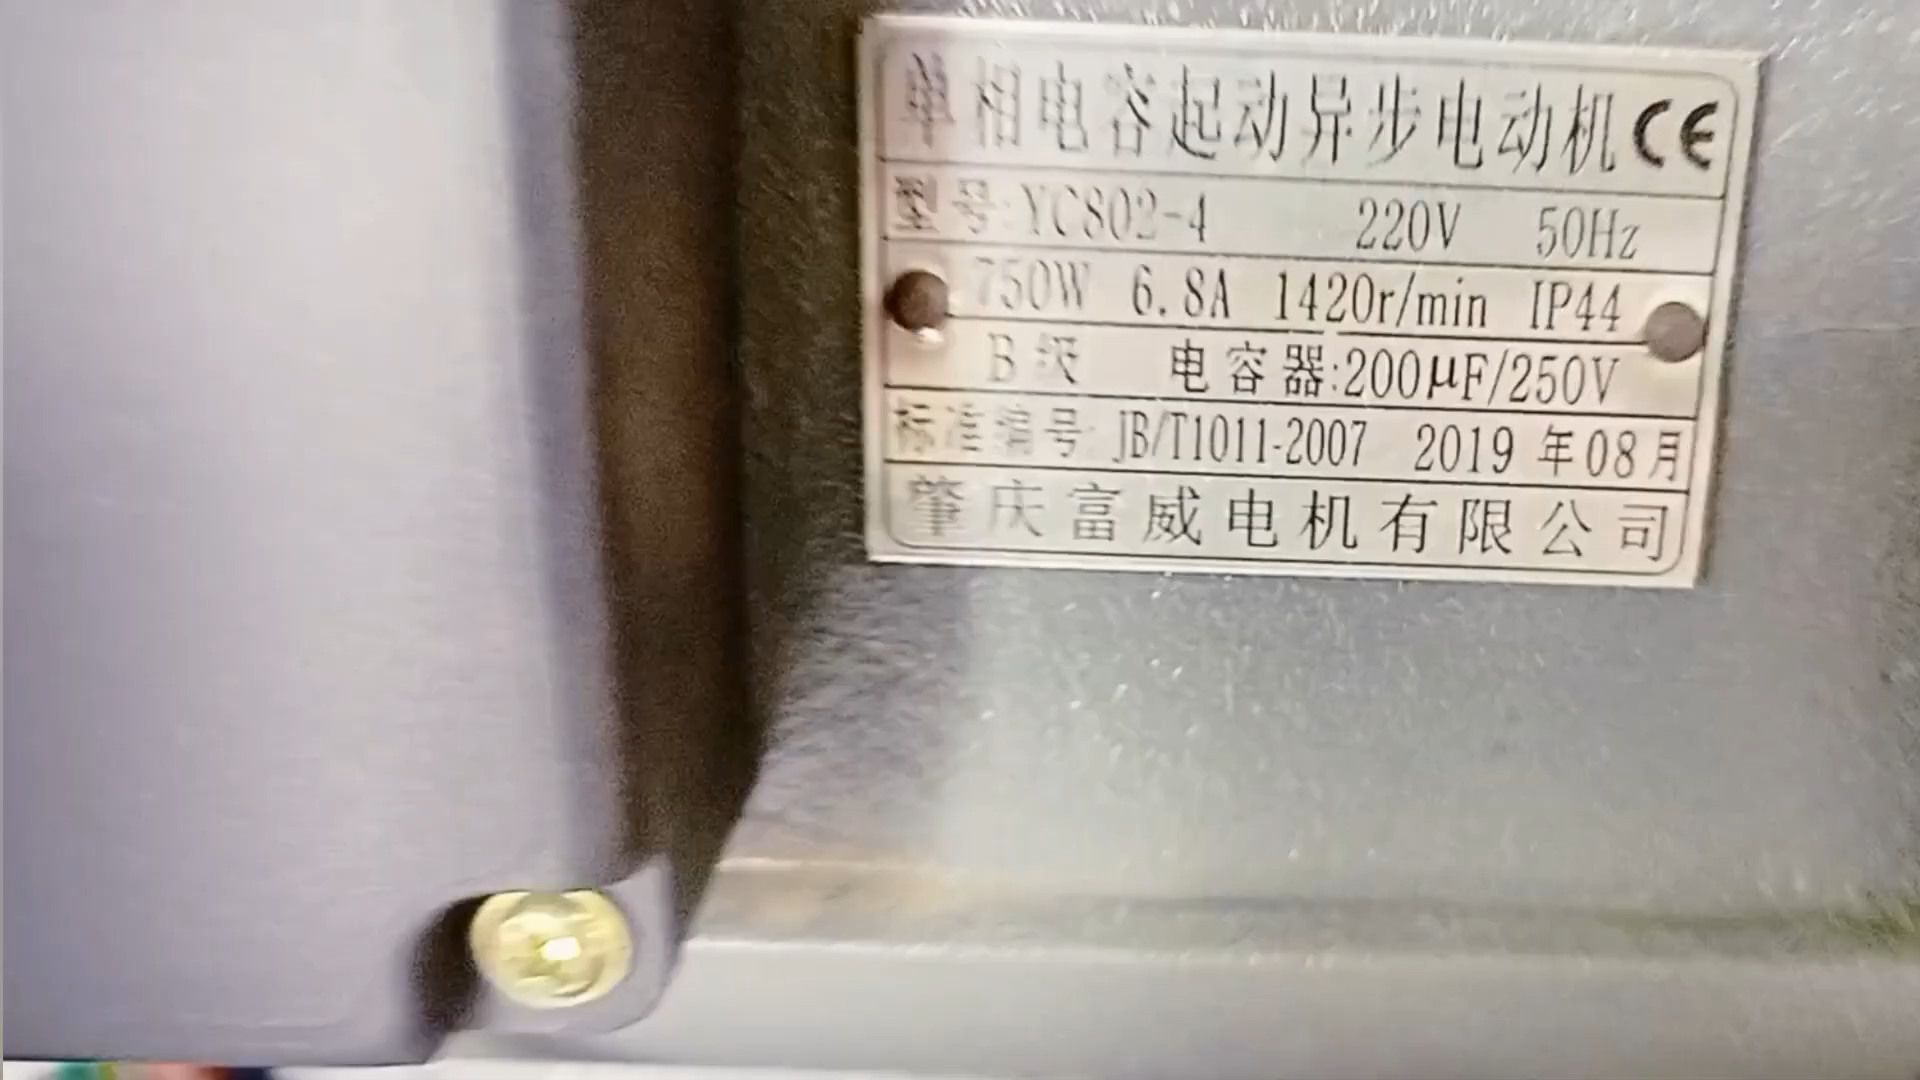 单相电容起动异步电动机 CE
型号:YC802-4 220V 50Hz
750W 6.8A 1420r/min IP44
B级 电容器:200μF/250V
标准编号: JB/T1011-2007 2019年08月
肇庆富威电机有限公司